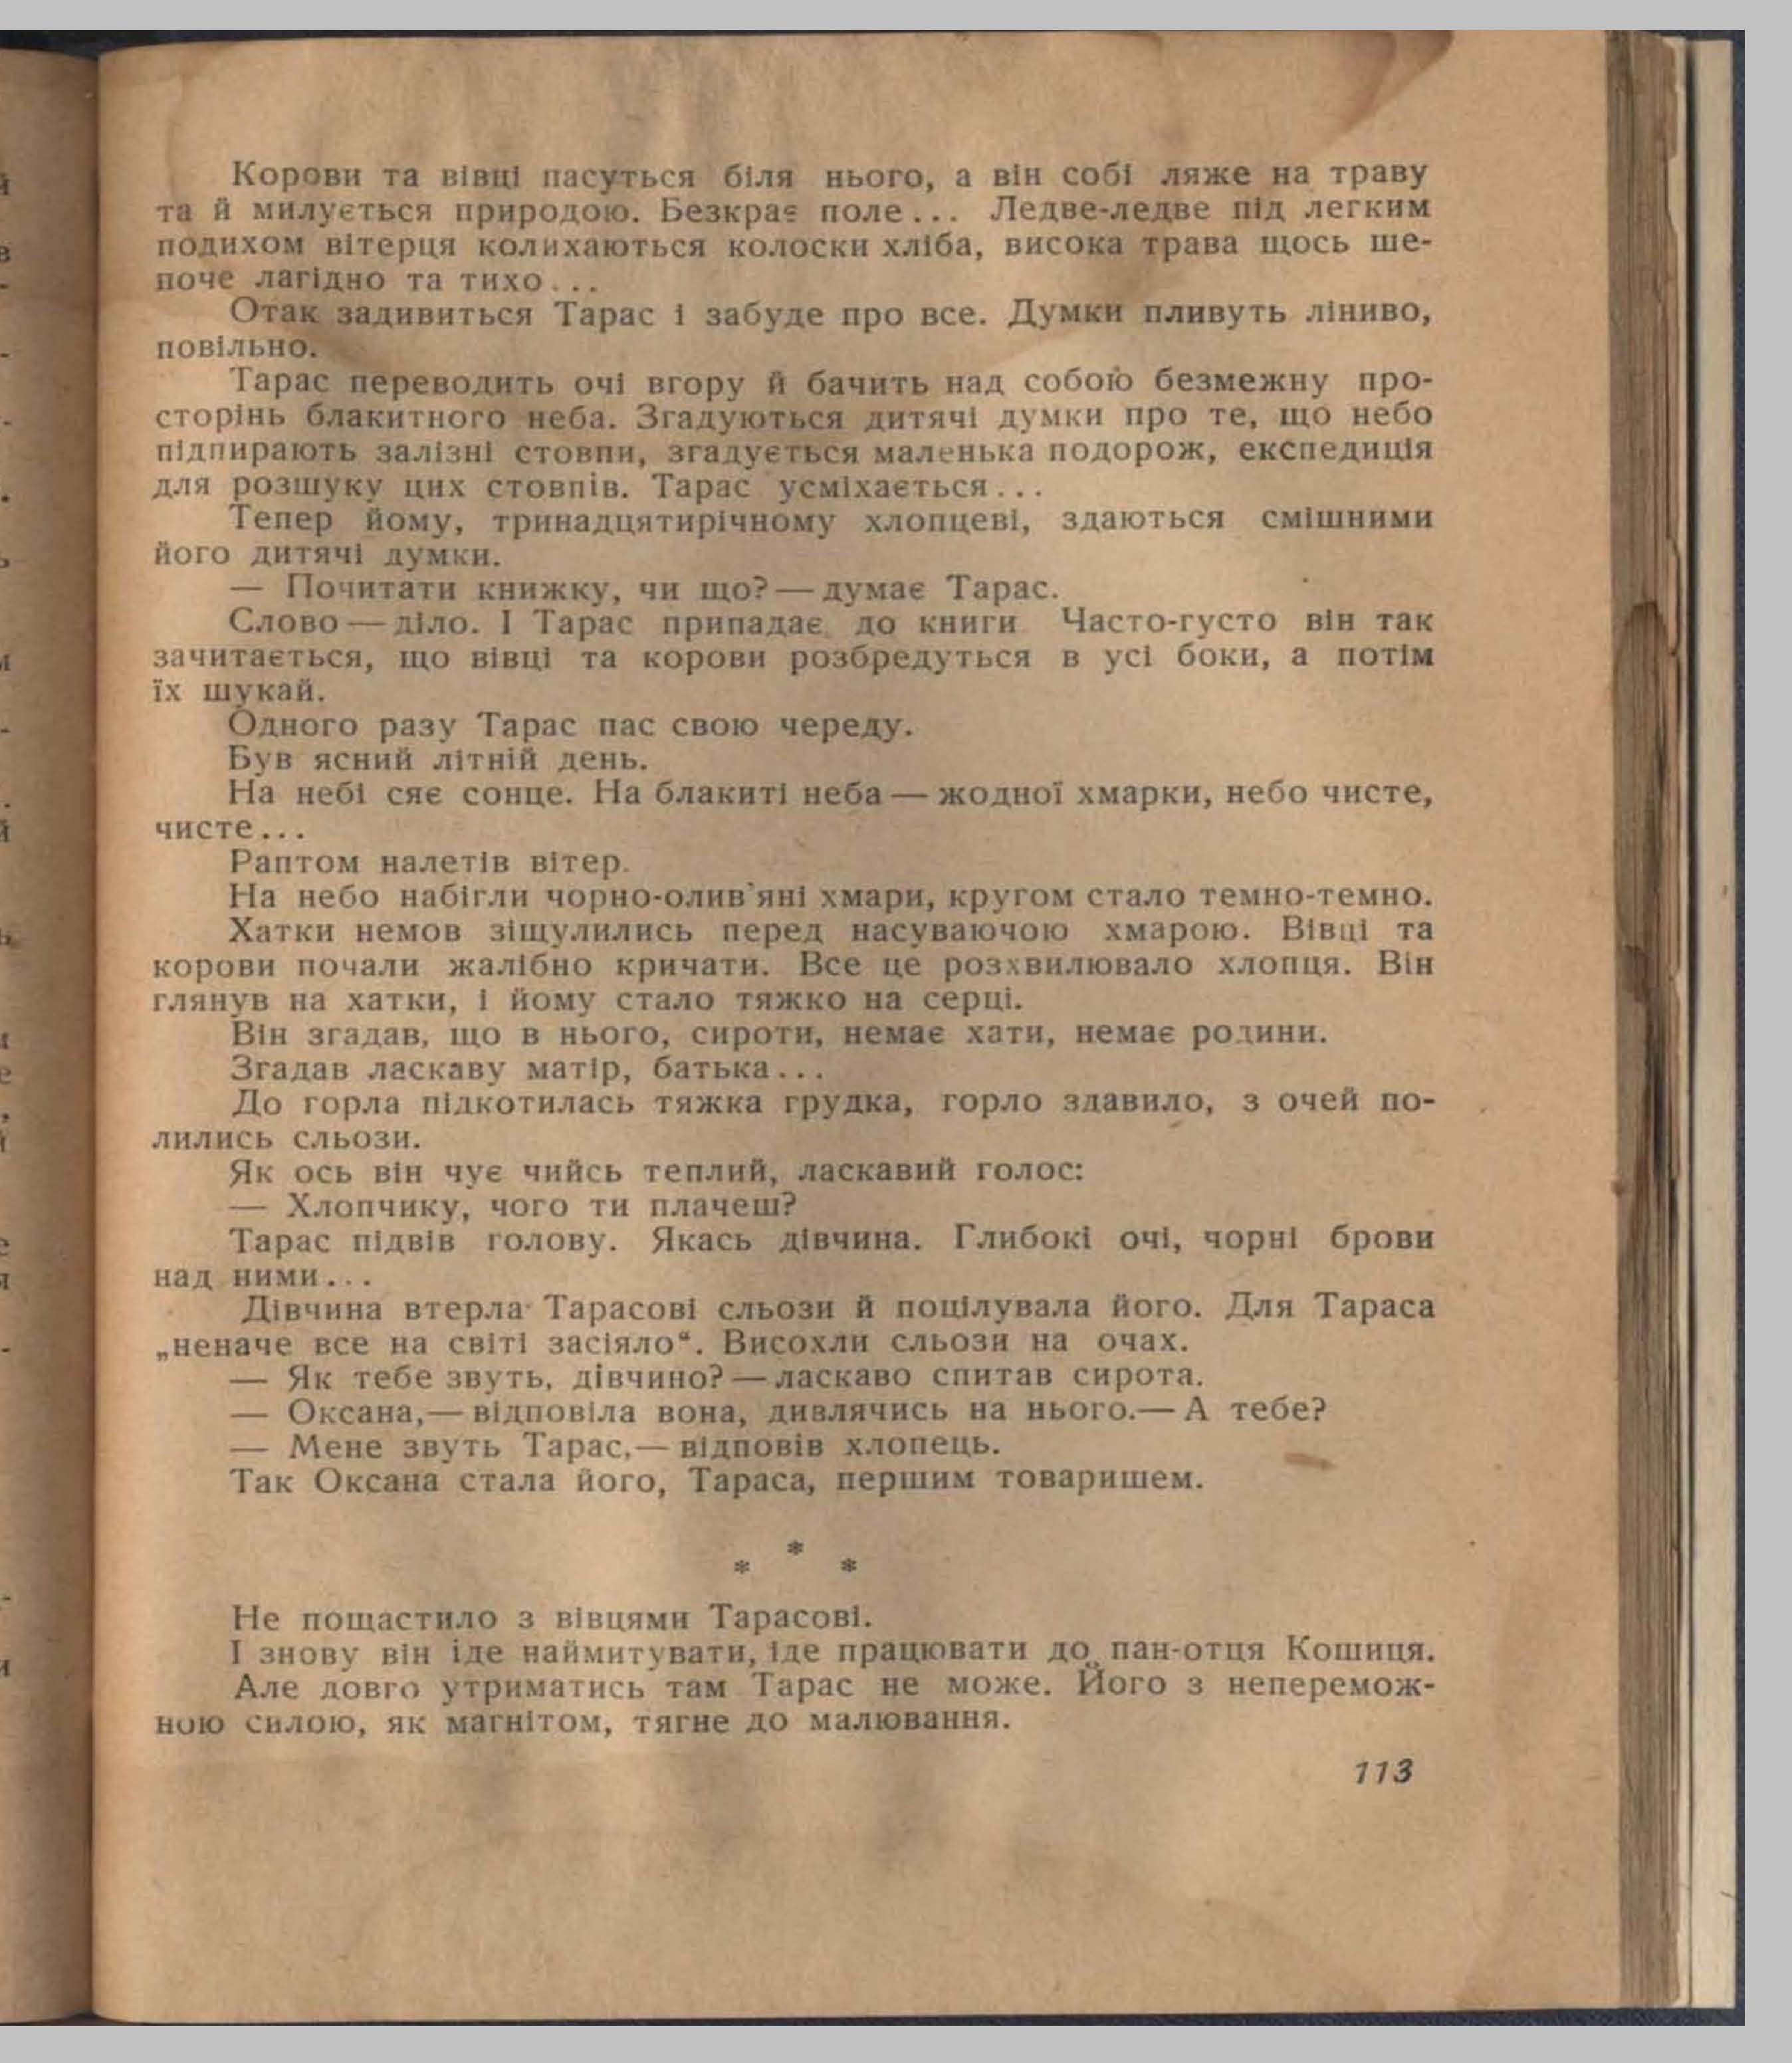 Корови та вівці пасуться біля нього, а він собі ляже на траву
та й милується природою. Безкрає поле... Ледве-ледве під легким
подихом вітерця колихаються колоски хліба, висока трава щось ше-
поче лагідно та тихо...
Отак задивиться Тарас і забуде про все. Думки пливуть ліниво,
повільно.
Тарас переводить очі вгору й бачить над собою безмежну про-
сторінь блакитного неба. Згадуються дитячі думки про те, що небо
підпирають залізні стовпи, згадується маленька подорож, експедиція
для розшуку цих стовпів. Тарас усміхається...
Тепер йому, тринадцятирічному хлопцеві, здаються смішними
його дитячі думки.
— Почитати книжку, чи що? — думає Тарас.
Слово — діло. І Тарас припадає до книги Часто-густо він так
зачитається, що вівці та корови розбредуться в усі боки, а потім
їх шукай.
Одного разу Тарас пас свою череду.
Був ясний літній день.
На небі сяє сонце. На блакиті неба — жодної хмарки, небо чисте,
чисте...
Раптом налетів вітер.
На небо набігли чорно-олив'яні хмари, кругом стало темно-темно.
Хатки немов зіщулились перед насуваючою хмарою. Вівці та
корови почали жалібно кричати. Все це розхвилювало хлопця. Він
глянув на хатки, і йому стало тяжко на серці.
Він згадав, що в нього, сироти, немає хати, немає родини.
Згадав ласкаву матір, батька...
До горла підкотилась тяжка грудка, горло здавило, з очей по-
лились сльози.
Як ось він чує чийсь теплий, ласкавий голос:
— Хлопчику, чого ти плачеш?
Тарас підвів голову. Якась дівчина. Глибокі очі, чорні брови
над ними...
Дівчина втерла Тарасові сльози й поцілувала його. Для Тараса
„неначе все на світі засіяло“. Висохли сльози на очах.
— Як тебе звуть, дівчино? — ласкаво спитав сирота.
— Оксана,— відповіла вона, дивлячись на нього.— А тебе?
— Мене звуть Тарас,— відповів хлопець.
Так Оксана стала його, Тараса, першим товаришем.
* * *
Не пощастило з вівцями Тарасові.
І знову він іде наймитувати, іде працювати до пан-отця Кошиця.
Але довго утриматись там Тарас не може. Його з непереможню
ною силою, як магнітом, тягне до малювання.
113